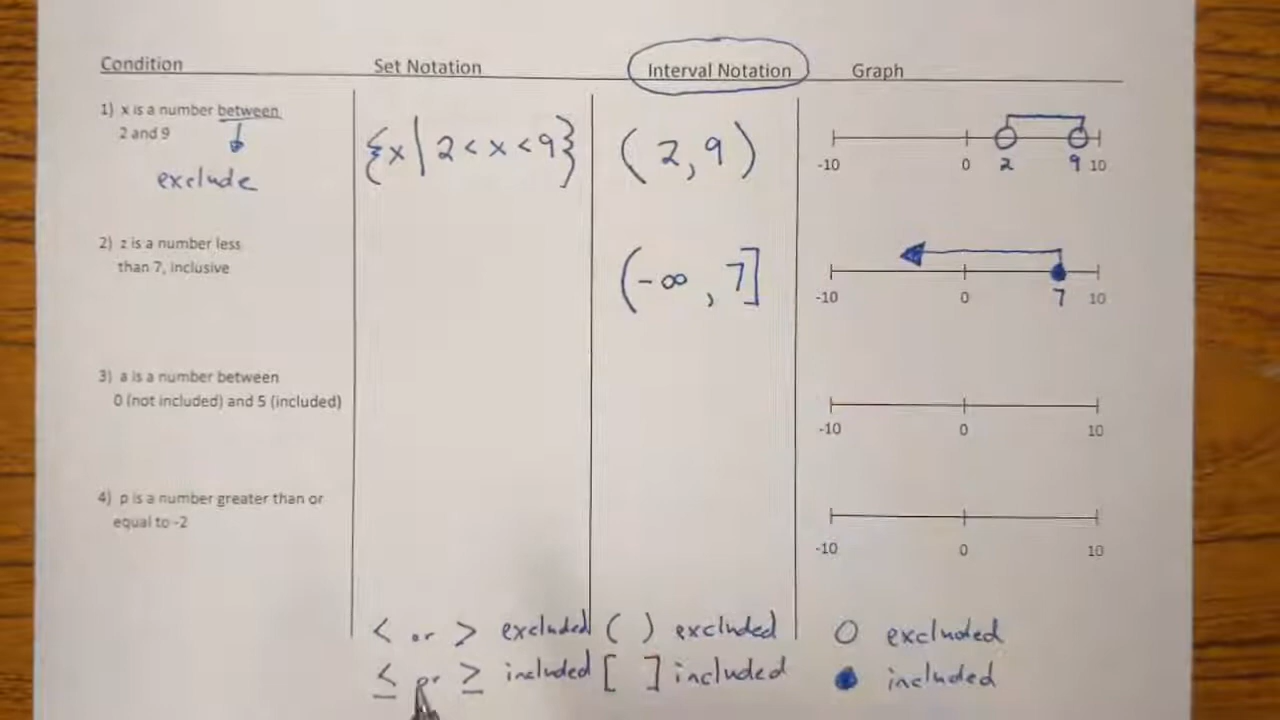 Condition
Set Notation
Interval Notation
Graph
1) x is a number between
2 and 9
exclude
{x | 2 < x < 9}
(2, 9)
-10 0 2 9 10
2) z is a number less
than 7, inclusive
(-∞, 7]
-10 0 7 10
3) a is a number between
0 (not included) and 5 (included)
-10 0 10
4) p is a number greater than or
equal to -2
-10 0 10
< or > excluded
≤ or ≥ included
( ) excluded
[ ] included
excluded
included